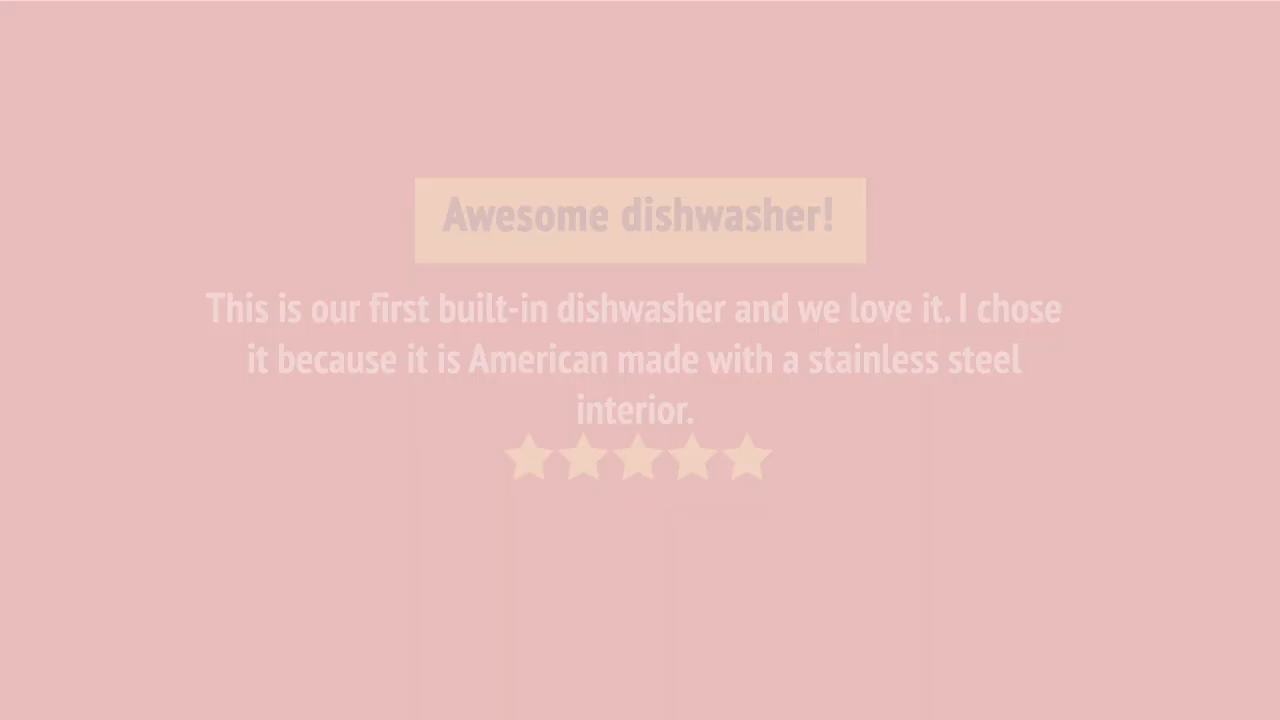 Awesome dishwasher!
This is our first built-in dishwasher and we love it. I chose
it because it is American made with a stainless steel
interior.